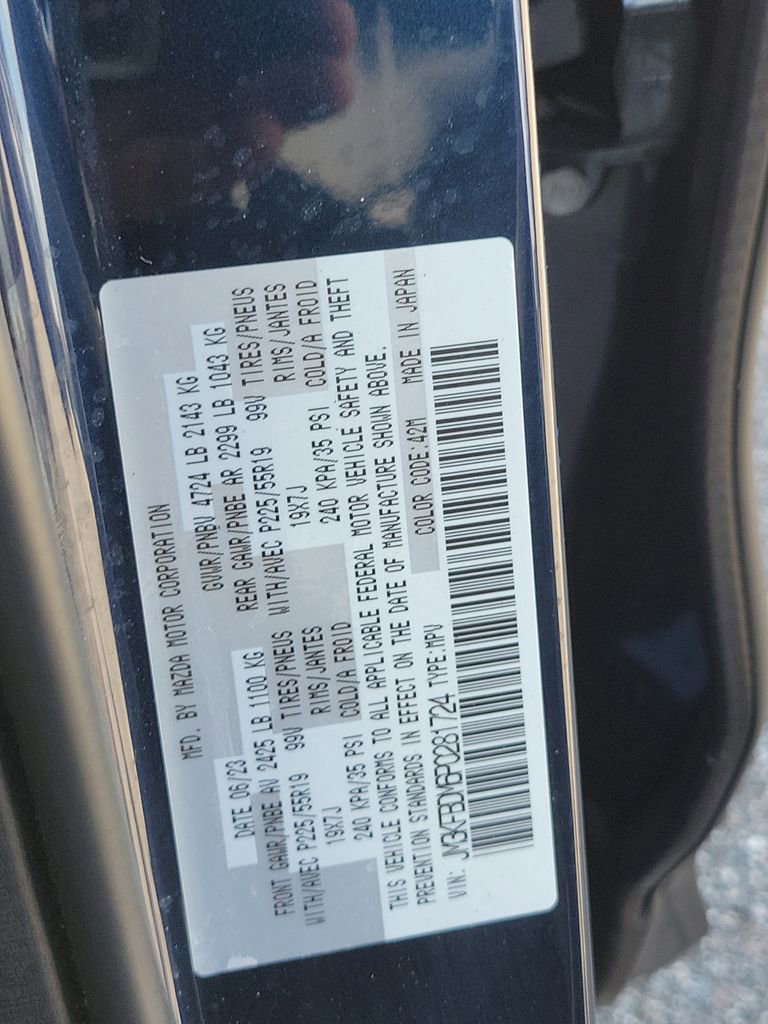 MFD. BY MAZDA MOTOR CORPORATION
DATE 06/23 GVWR/PNBV 4724 LB 2143 KG
FRONT GAWR/PNBE AV 2425 LB 1100 KG REAR GAWR/PNBE AR 2299 LB 1043 KG
WITH/AVEC P225/55R19 99V TIRES/PNEUS WITH/AVEC P225/55R19 99V TIRES/PNEUS
19X7J RIMS/JANTES 19X7J RIMS/JANTES
240 KPA/35 PSI COLD/A FROID 240 KPA/35 PSI COLD/A FROID
THIS VEHICLE CONFORMS TO ALL APPLICABLE FEDERAL MOTOR VEHICLE SAFETY AND THEFT
PREVENTION STANDARDS IN EFFECT ON THE DATE OF MANUFACTURE SHOWN ABOVE.
VIN: JM3KFBDM6P0281724 TYPE:MPV COLOR CODE:42M MADE IN JAPAN